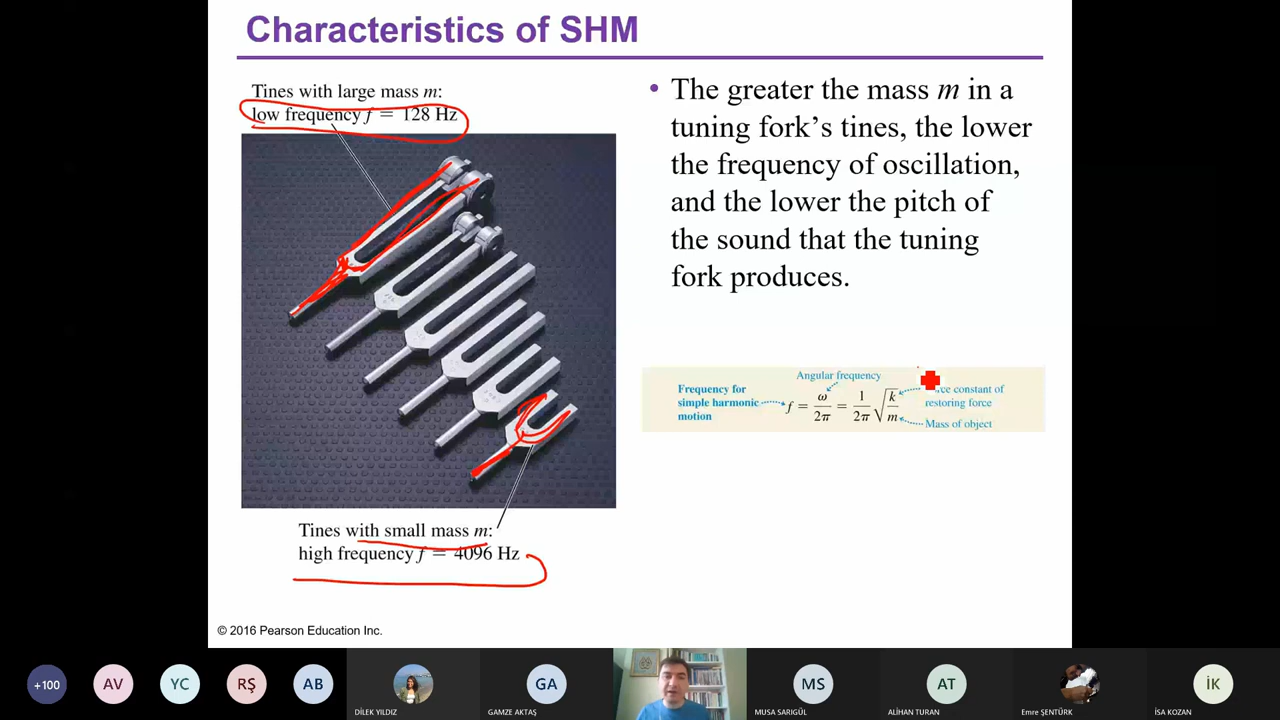 Characteristics of SHM
Tines with large mass m:
low frequency f = 128 Hz
• The greater the mass m in a
tuning fork's tines, the lower
the frequency of oscillation,
and the lower the pitch of
the sound that the tuning
fork produces.
Angular frequency
Frequency for
simple harmonic
motion
f = ω/2π = 1/2π √k/m
constant of
restoring force
Mass of object
Tines with small mass m:
high frequency f = 4096 Hz
© 2016 Pearson Education Inc.
+100
AV
YC
RŞ
AB
GA
MS
AT
İK
DİLEK YILDIZ
GAMZE AKTAŞ
MUSA SARIGÜL
ALİHAN TURAN
Emre ŞENTÜRK
İSA KOZAN